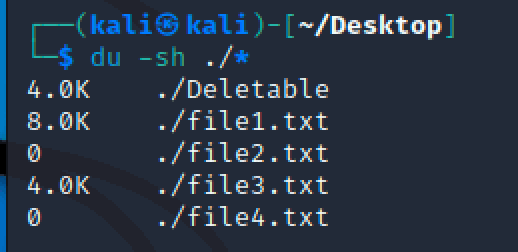 ┌──(kali㉿kali)-[~/Desktop]
└─$ du -sh ./*
4.0K    ./Deletable
8.0K    ./file1.txt
0       ./file2.txt
4.0K    ./file3.txt
0       ./file4.txt